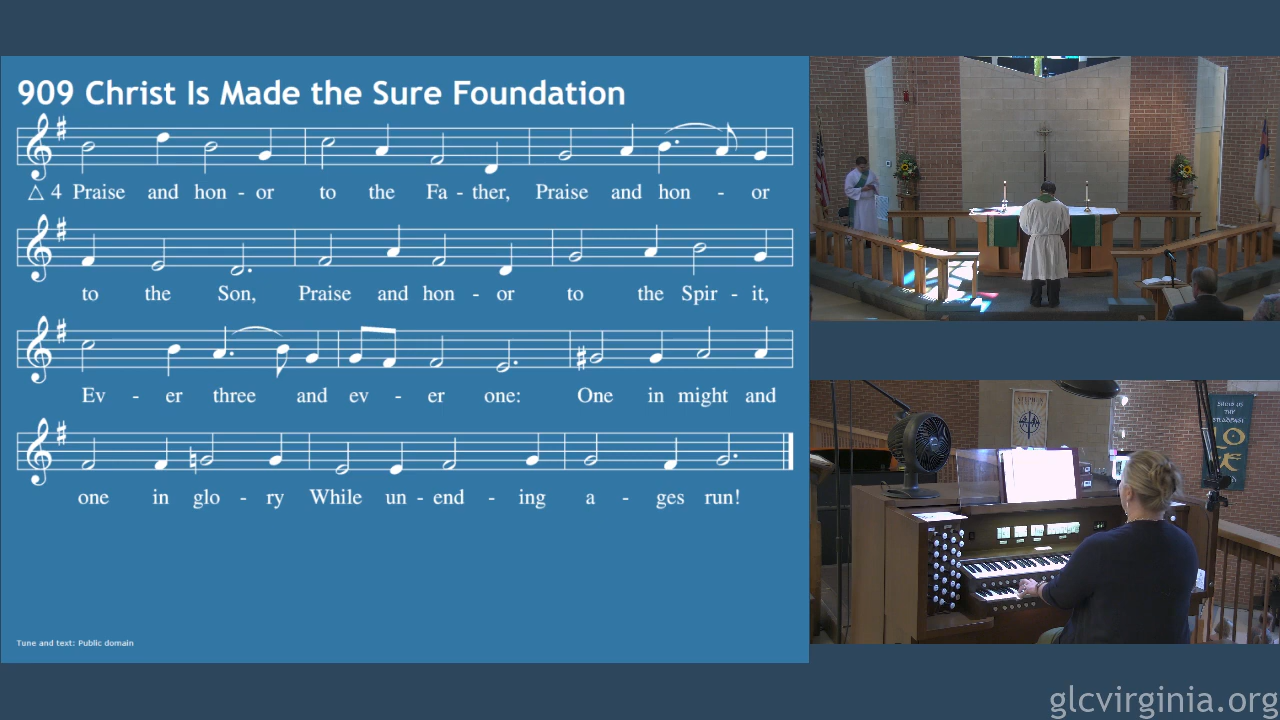 909 Christ Is Made the Sure Foundation
△ 4 Praise and hon - or to the Fa - ther, Praise and hon - or
to the Son, Praise and hon - or to the Spir - it,
Ev - er three and ev - er one: One in might and
one in glo - ry While un - end - ing a - ges run!
Tune and text: Public domain
glcvirginia.org